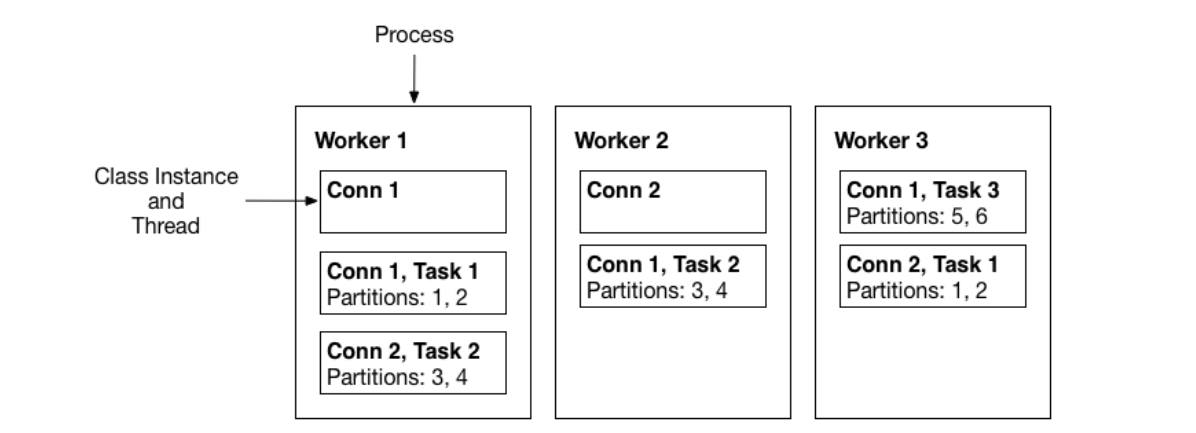 Process
Class Instance
and
Thread
Worker 1
Conn 1
Conn 1, Task 1
Partitions: 1, 2
Conn 2, Task 2
Partitions: 3, 4
Worker 2
Conn 2
Conn 1, Task 2
Partitions: 3, 4
Worker 3
Conn 1, Task 3
Partitions: 5, 6
Conn 2, Task 1
Partitions: 1, 2